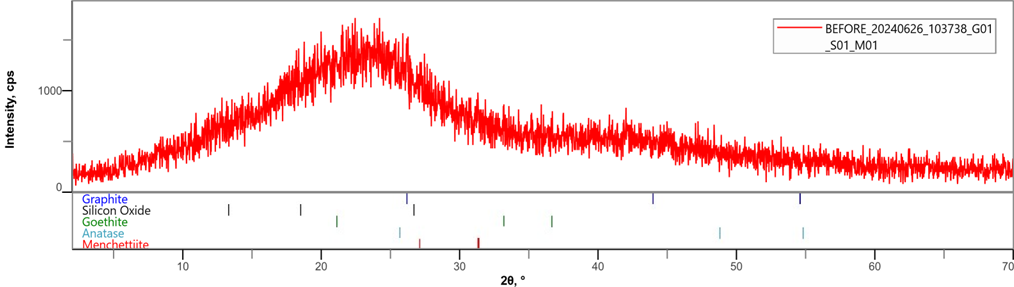 Intensity, cps
1000
0
BEFORE_20240626_103738_G01
_S01_M01
Graphite
Silicon Oxide
Goethite
Anatase
Menchettiite
10 20 30 40 50 60 70
2θ, °